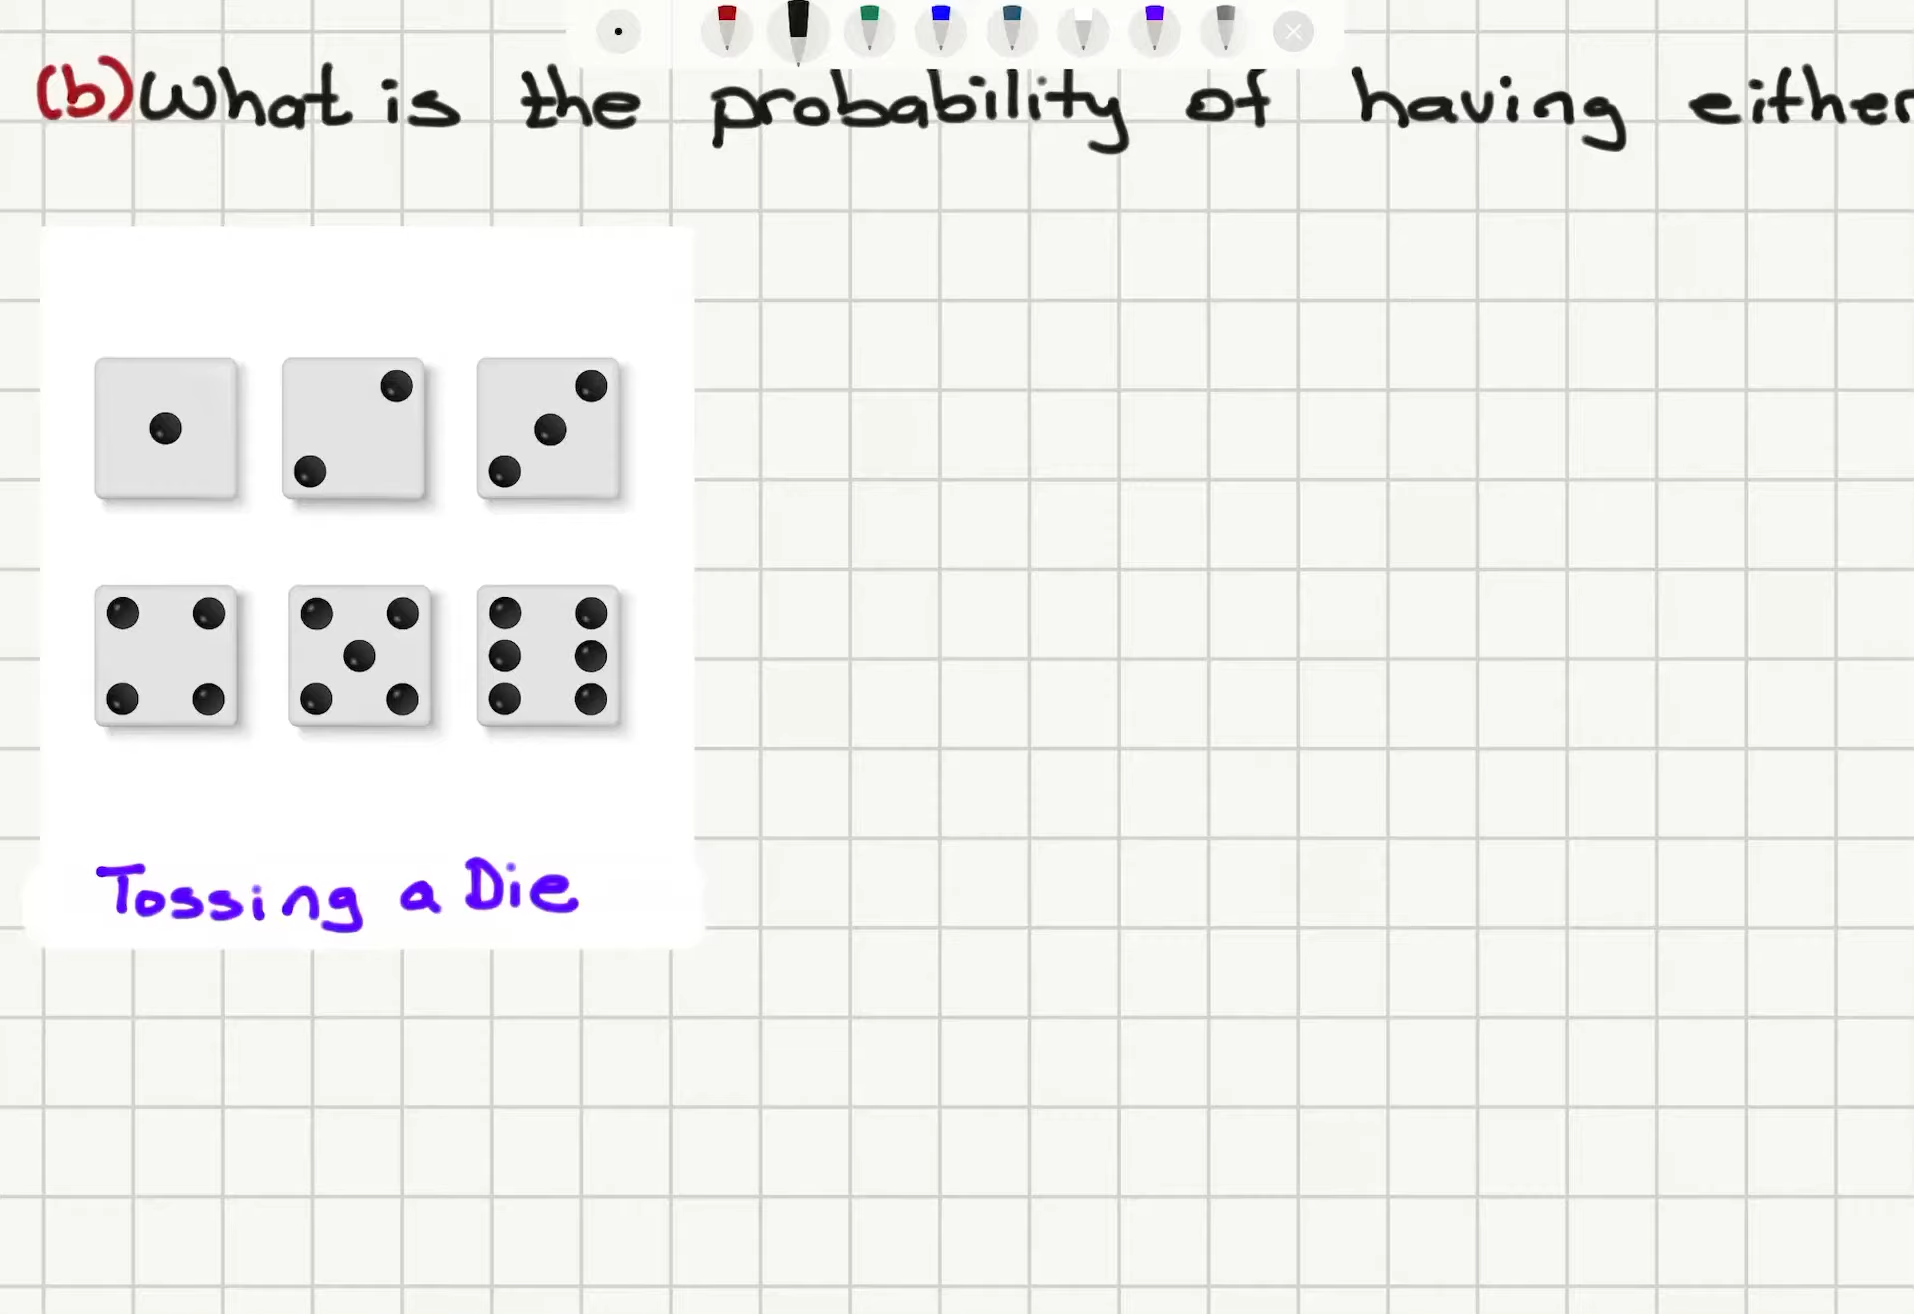 (b) What is the probability of having either
Tossing a Die